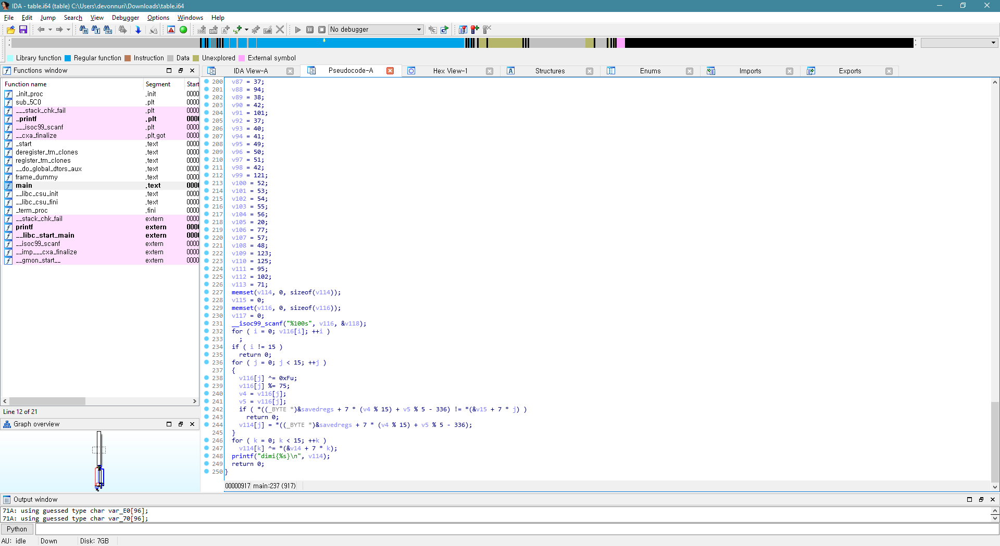 IDA - table.i64 (table) C:\Users\devonnuri\Downloads\table.i64
File Edit Jump Search View Debugger Options Windows Help
No debugger
Library function Regular function Instruction Data Unexplored External symbol
Functions window
IDA View-A Pseudocode-A Hex View-1 Structures Enums Imports Exports
Function name Segment Start
_init_proc .init 0000
sub_5C0 .plt 0000
___stack_chk_fail .plt 0000
_printf .plt 0000
___isoc99_scanf .plt 0000
__cxa_finalize .plt.got 0000
_start .text 0000
deregister_tm_clones .text 0000
register_tm_clones .text 0000
__do_global_dtors_aux .text 0000
frame_dummy .text 0000
main .text 0000
__libc_csu_init .text 0000
__libc_csu_fini .text 0000
_term_proc .fini 0000
__stack_chk_fail extern 0000
printf extern 0000
__libc_start_main extern 0000
__isoc99_scanf extern 0000
__imp___cxa_finalize extern 0000
__gmon_start__ extern 0000
Line 12 of 21
Graph overview
200 v87 = 37;
201 v88 = 94;
202 v89 = 38;
203 v90 = 42;
204 v91 = 101;
205 v92 = 37;
206 v93 = 40;
207 v94 = 41;
208 v95 = 49;
209 v96 = 50;
210 v97 = 51;
211 v98 = 42;
212 v99 = 121;
213 v100 = 52;
214 v101 = 53;
215 v102 = 54;
216 v103 = 55;
217 v104 = 56;
218 v105 = 20;
219 v106 = 77;
220 v107 = 57;
221 v108 = 48;
222 v109 = 123;
223 v110 = 125;
224 v111 = 95;
225 v112 = 102;
226 v113 = 71;
227 memset(v114, 0, sizeof(v114));
228 v115 = 0;
229 memset(v116, 0, sizeof(v116));
230 v117 = 0;
231 __isoc99_scanf("%100s", v116, &v118);
232 for ( i = 0; v116[i]; ++i )
233 ;
234 if ( i != 15 )
235 return 0;
236 for ( j = 0; j < 15; ++j )
237 {
238 v116[j] ^= 0xFu;
239 v116[j] %= 75;
240 v4 = v116[j];
241 v5 = v116[j];
242 if ( *((_BYTE *)&savedregs + 7 * (v4 % 15) + v5 % 5 - 336) != *(&v15 + 7 * j) )
243 return 0;
244 v114[j] = *((_BYTE *)&savedregs + 7 * (v4 % 15) + v5 % 5 - 336);
245 }
246 for ( k = 0; k < 15; ++k )
247 v114[k] ^= *(&v14 + 7 * k);
248 printf("dimi{%s}\n", v114);
249 return 0;
250 }
00000917 main:237 (917)
Output window
71A: using guessed type char var_E0[96];
71A: using guessed type char var_70[96];
Python
AU: idle Down Disk: 7GB